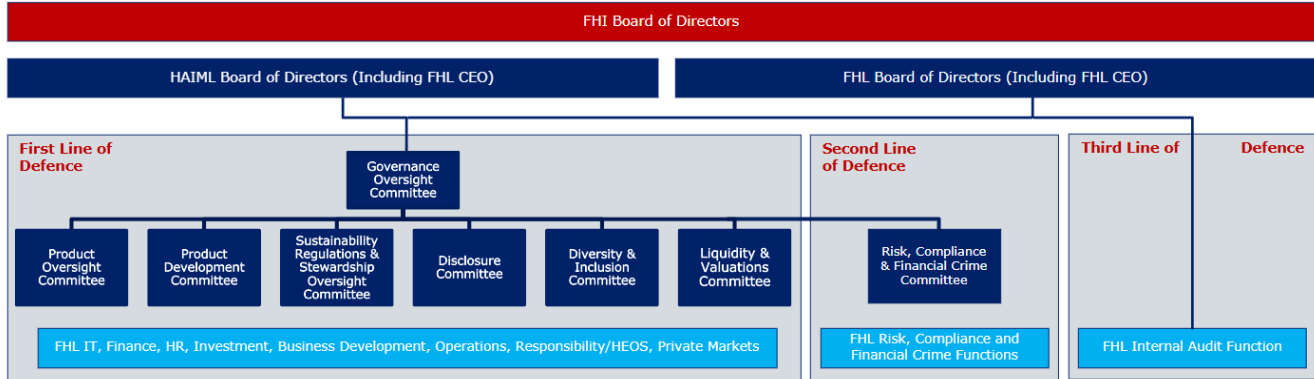 FHI Board of Directors
HAIML Board of Directors (Including FHL CEO)
FHL Board of Directors (Including FHL CEO)
First Line of
Defence
Governance
Oversight
Committee
Second Line
of Defence
Third Line of Defence
Product
Oversight
Committee
Product
Development
Committee
Sustainability
Regulations &
Stewardship
Oversight
Committee
Disclosure
Committee
Diversity &
Inclusion
Committee
Liquidity &
Valuations
Committee
Risk, Compliance
& Financial Crime
Committee
FHL IT, Finance, HR, Investment, Business Development, Operations, Responsibility/HEOS, Private Markets
FHL Risk, Compliance and
Financial Crime Functions
FHL Internal Audit Function